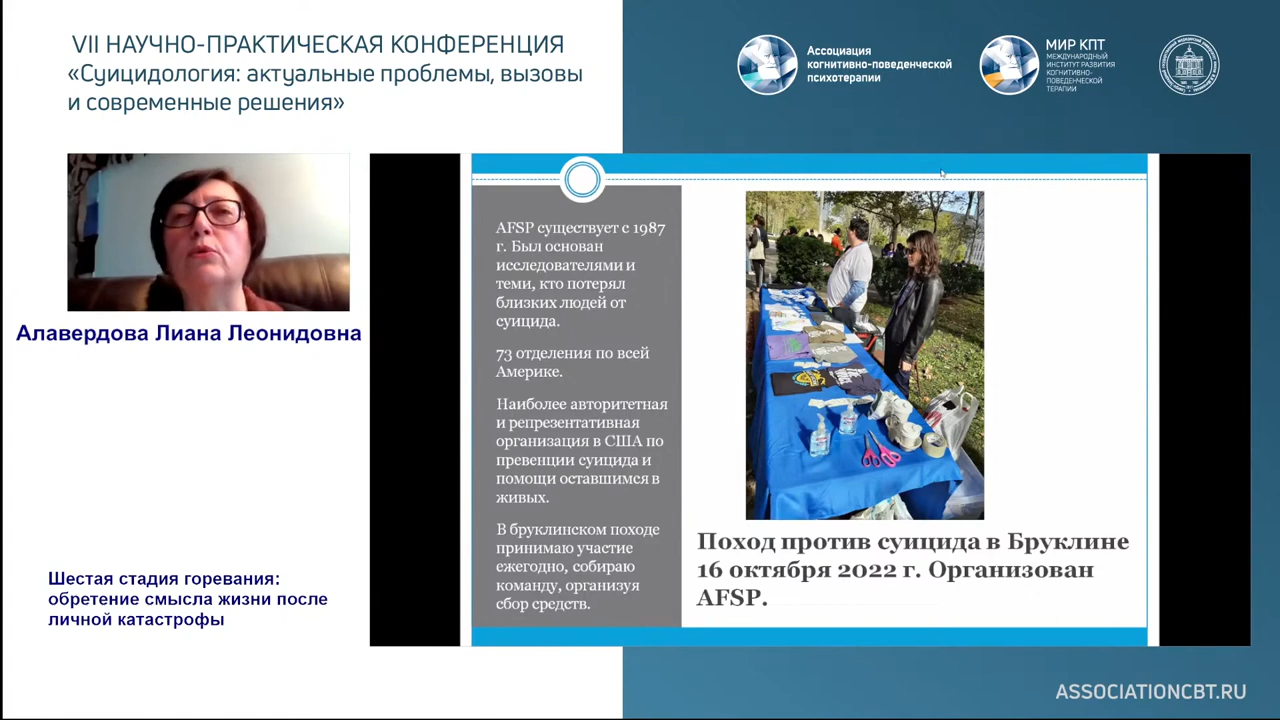 VII НАУЧНО-ПРАКТИЧЕСКАЯ КОНФЕРЕНЦИЯ
«Суицидология: актуальные проблемы, вызовы
и современные решения»
Ассоциация
когнитивно-поведенческой
психотерапии
МИР КПТ
МЕЖДУНАРОДНЫЙ
ИНСТИТУТ РАЗВИТИЯ
КОГНИТИВНО-
ПОВЕДЕНЧЕСКОЙ
ТЕРАПИИ
Алавердова Лиана Леонидовна
Шестая стадия горевания:
обретение смысла жизни после
личной катастрофы
AFSP существует с 1987
г. Был основан
исследователями и
теми, кто потерял
близких людей от
суицида.
73 отделения по всей
Америке.
Наиболее авторитетная
и репрезентативная
организация в США по
превенции суицида и
помощи оставшимся в
живых.
В бруклинском походе
принимаю участие
ежегодно, собираю
команду, организуя
сбор средств.
Поход против суицида в Бруклине
16 октября 2022 г. Организован
AFSP.
ASSOCIATIONCBT.RU